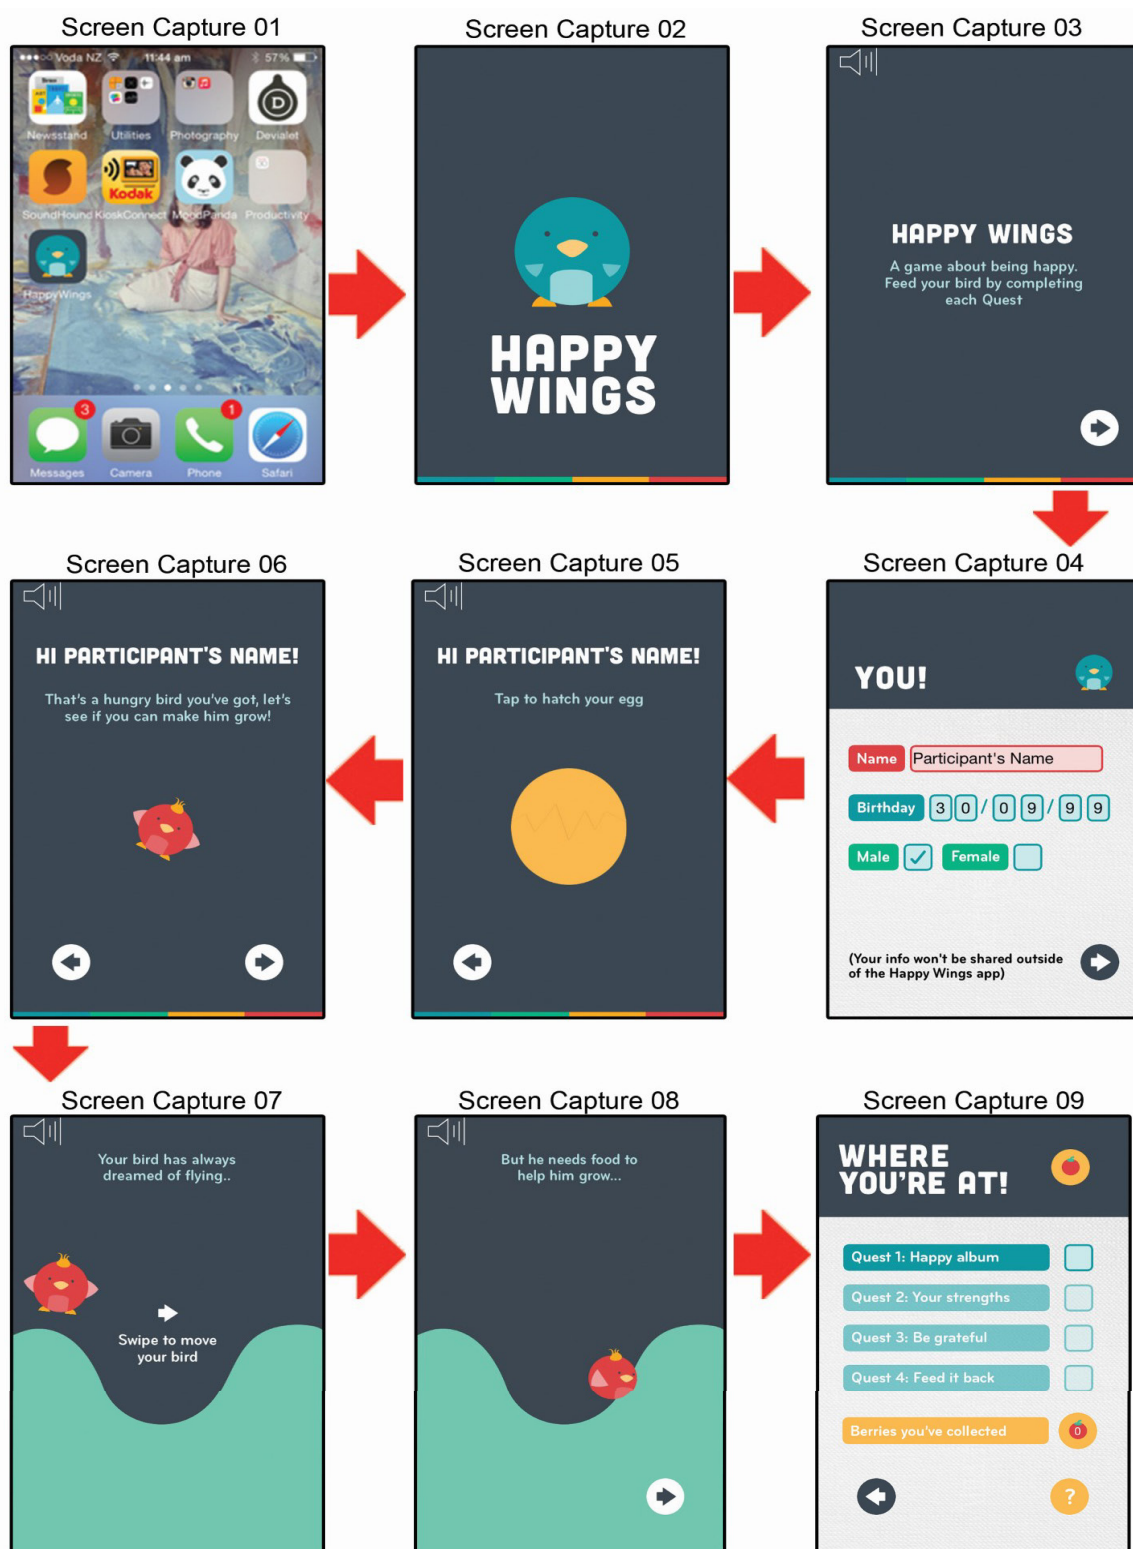 Screen Capture 01
Screen Capture 02
Screen Capture 03
Voda NZ 11:44 am 57%
Newsstand Utilities Photography Devialet
Kodak
SoundHound KioskConnect MoodPanda Productivity
HappyWings
3 1
Messages Camera Phone Safari
HAPPY
WINGS
HAPPY WINGS
A game about being happy.
Feed your bird by completing
each Quest
Screen Capture 06
Screen Capture 05
Screen Capture 04
HI PARTICIPANT'S NAME!
That's a hungry bird you've got, let's
see if you can make him grow!
HI PARTICIPANT'S NAME!
Tap to hatch your egg
YOU!
Name Participant's Name
Birthday 3 0 / 0 9 / 9 9
Male ✓ Female
(Your info won't be shared outside
of the Happy Wings app)
Screen Capture 07
Screen Capture 08
Screen Capture 09
Your bird has always
dreamed of flying..
Swipe to move
your bird
But he needs food to
help him grow...
WHERE
YOU'RE AT!
Quest 1: Happy album
Quest 2: Your strengths
Quest 3: Be grateful
Quest 4: Feed it back
Berries you've collected 0
?